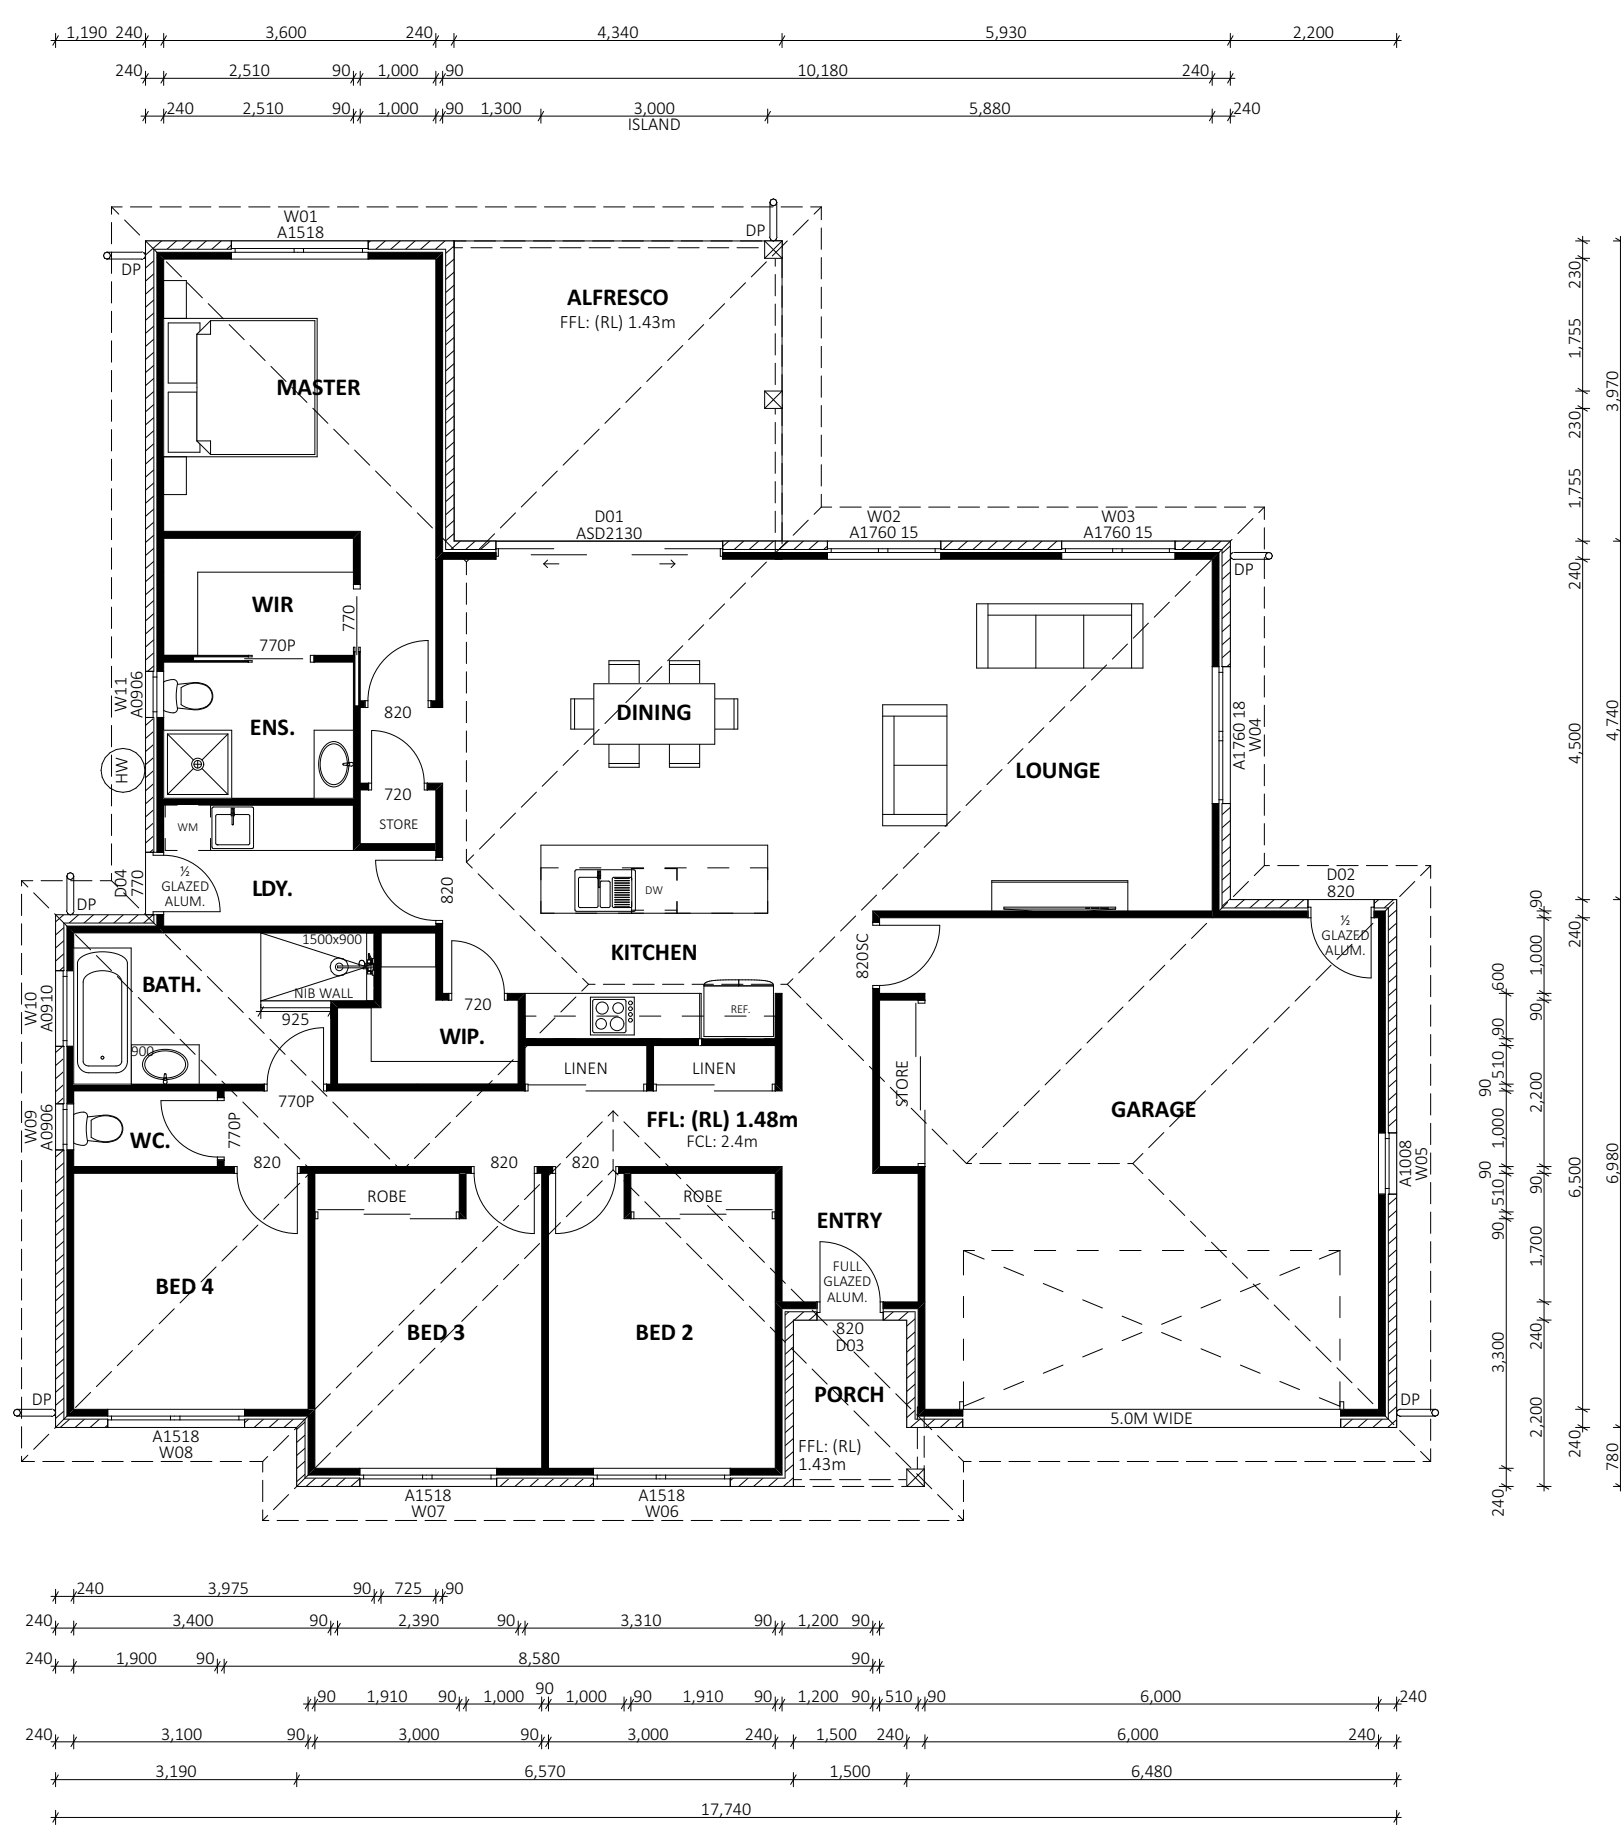 1,190 240 3,600 240 4,340 5,930 2,200
240 2,510 90 1,000 90 10,180 240
240 2,510 90 1,000 90 1,300 3,000 5,880 240
ISLAND
W01
A1518
DP
DP
ALFRESCO
FFL: (RL) 1.43m
MASTER
D01
ASD2130
W02
A1760 15
W03
A1760 15
DP
WIR
770
770P
W11
A0906
ENS.
820
DINING
LOUNGE
A1760 18
W04
HW
720
STORE
WM
D04
770
½
GLAZED
ALUM.
LDY.
820
DW
D02
820
½
GLAZED
ALUM.
DP
1500x900
BATH.
NIB WALL
925
W10
A0910
900
KITCHEN
820SC
720
WIP.
REF.
LINEN
LINEN
STORE
GARAGE
770P
W09
A0906
WC.
770P
FFL: (RL) 1.48m
FCL: 2.4m
A1008
W05
820
820
820
ROBE
ROBE
ENTRY
FULL
GLAZED
ALUM.
BED 4
BED 3
BED 2
820
D03
PORCH
DP
DP
5.0M WIDE
A1518
W08
FFL: (RL)
1.43m
A1518
W07
A1518
W06
230
1,755
230
1,755
240
4,500
240
6,500
240
3,970
4,740
6,980
780
90
1,000
90
2,200
90
1,700
240
2,200
600
90
510
90
1,000
90
510
90
3,300
240
240 3,975 90 725 90
240 3,400 90 2,390 90 3,310 90 1,200 90
240 1,900 90 8,580 90
90 1,910 90 1,000 90 1,000 90 1,910 90 1,200 90 510 90 6,000 240
240 3,100 90 3,000 90 3,000 240 1,500 240 6,000 240
3,190 6,570 1,500 6,480
17,740